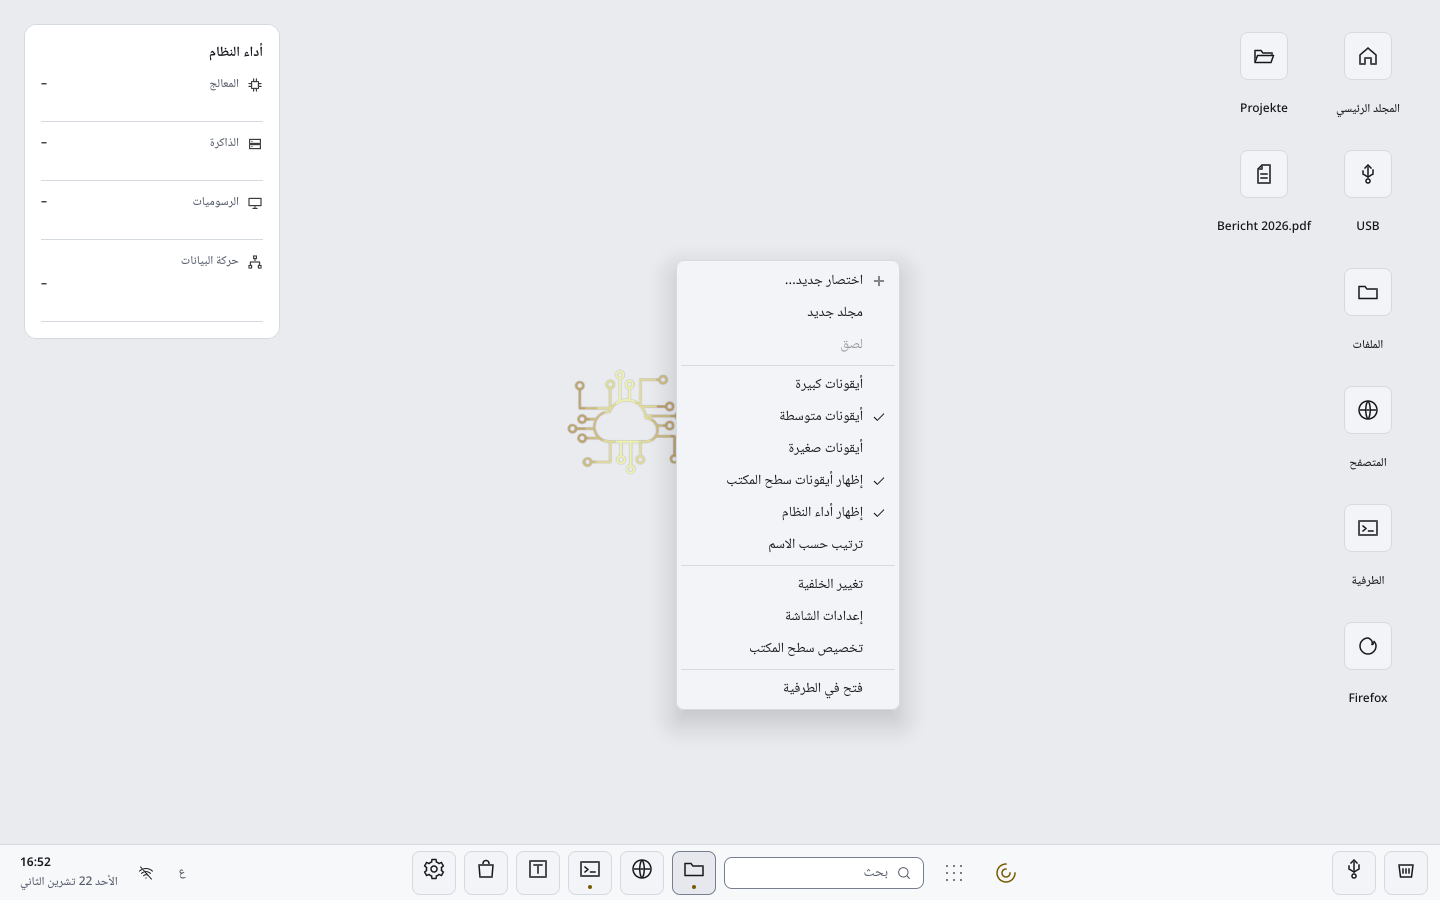 المجلد الرئيسي
Projekte
USB
Bericht 2026.pdf
الملفات
المتصفح
الطرفية
Firefox
أداء النظام
المعالج
–
الذاكرة
–
الرسوميات
–
حركة البيانات
–
اختصار جديد...
مجلد جديد
لصق
أيقونات كبيرة
أيقونات متوسطة
أيقونات صغيرة
إظهار أيقونات سطح المكتب
إظهار أداء النظام
ترتيب حسب الاسم
تغيير الخلفية
إعدادات الشاشة
تخصيص سطح المكتب
فتح في الطرفية
بحث
ع
16:52
الأحد 22 تشرين الثاني